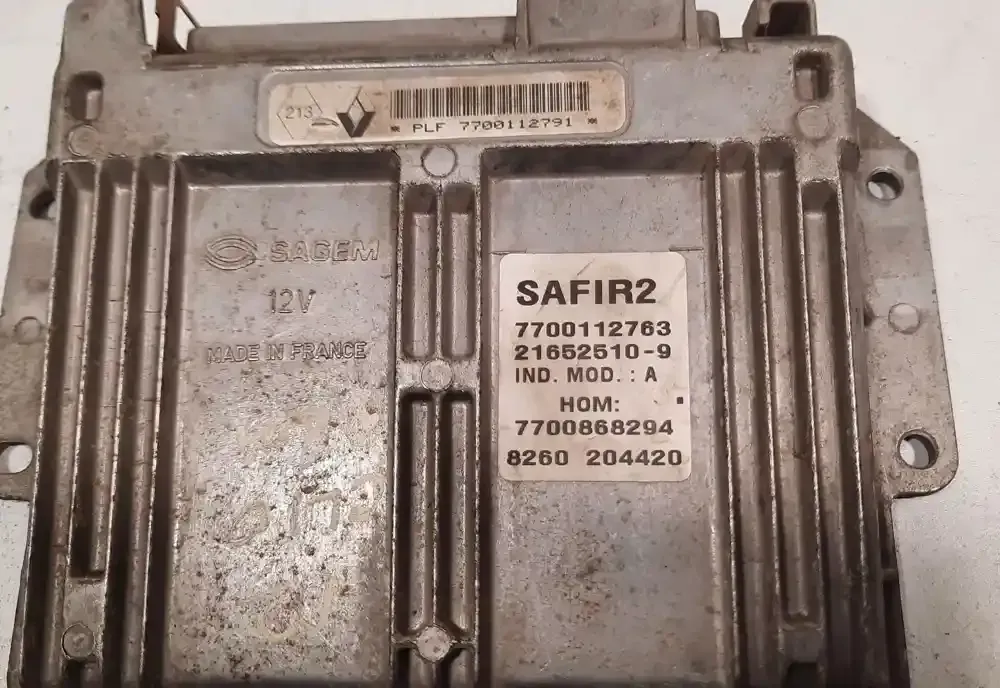 213
* PLF 7700112791 *
SAGEM
12V
MADE IN FRANCE
SAFIR2
7700112763
21652510-9
IND. MOD. : A
HOM:
7700868294
8260 204420